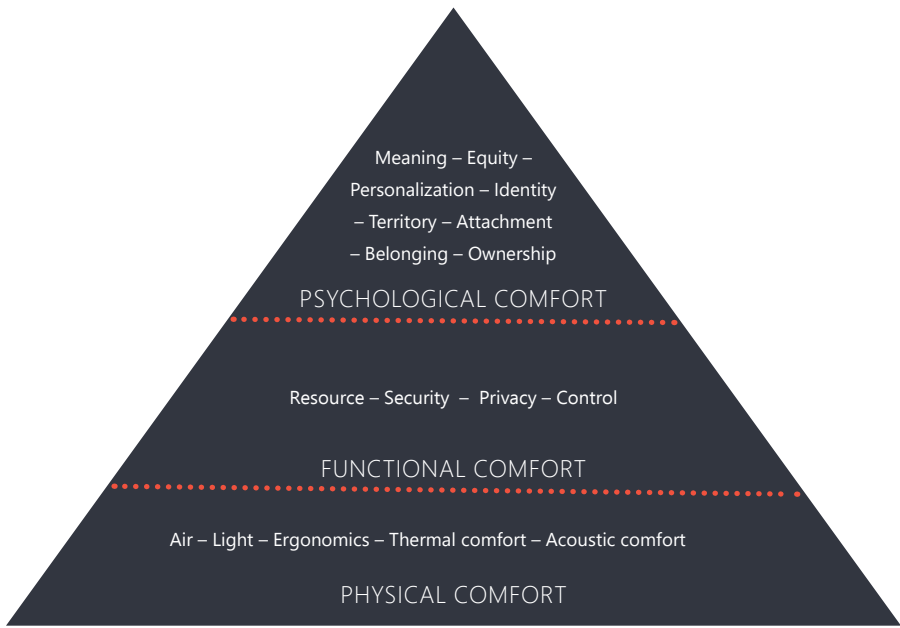 Meaning – Equity –
Personalization – Identity
– Territory – Attachment
– Belonging – Ownership
PSYCHOLOGICAL COMFORT
Resource – Security – Privacy – Control
FUNCTIONAL COMFORT
Air – Light – Ergonomics – Thermal comfort – Acoustic comfort
PHYSICAL COMFORT